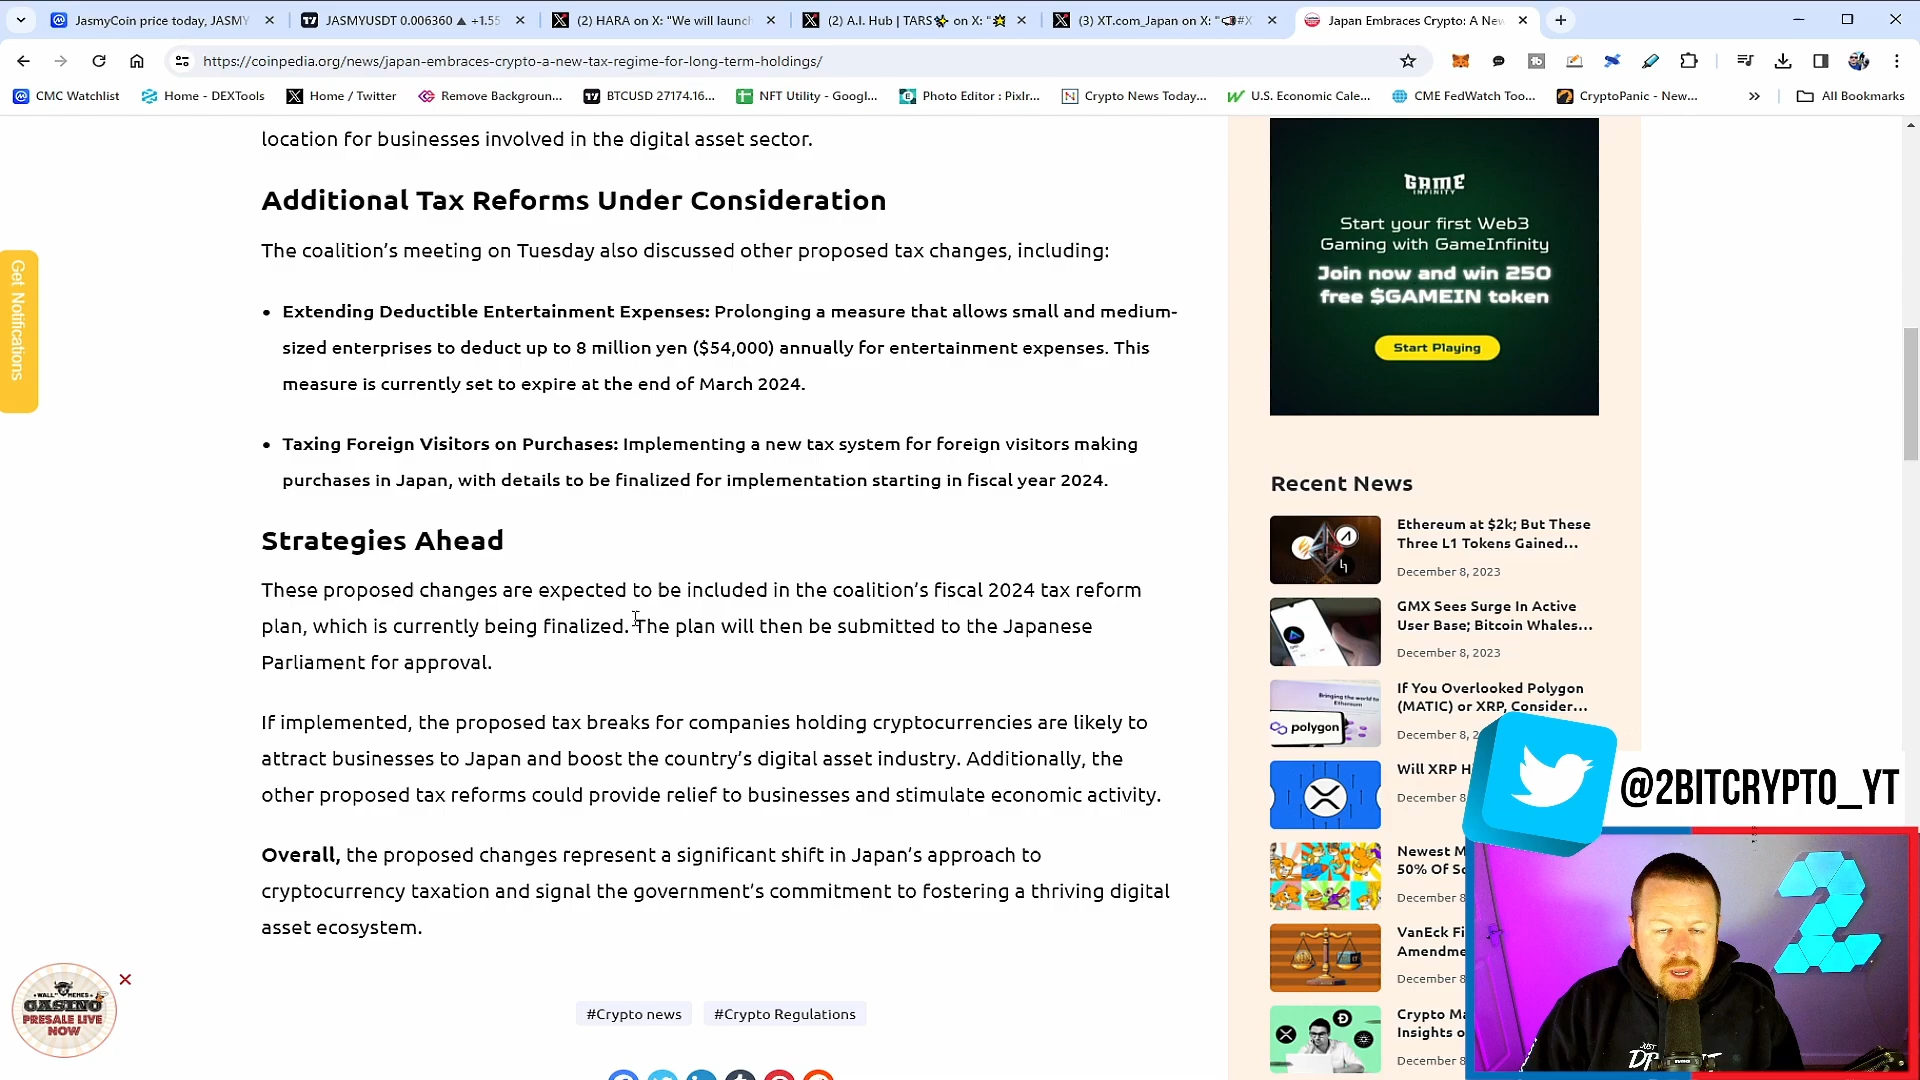 JasmyCoin price today, JASMY
JASMYUSDT 0.006360 ▲ +1.55
(2) HARA on X: "We will launch
(2) A.I. Hub | TARS✨ on X: "💥
(3) XT.com_Japan on X: "📢#X
Japan Embraces Crypto: A New
https://coinpedia.org/news/japan-embraces-crypto-a-new-tax-regime-for-long-term-holdings/
CMC Watchlist
Home - DEXTools
Home / Twitter
Remove Backgroun...
BTCUSD 27174.16...
NFT Utility - Googl...
Photo Editor : Pixlr...
Crypto News Today...
U.S. Economic Cale...
CME FedWatch Too...
CryptoPanic - New...
»
All Bookmarks
location for businesses involved in the digital asset sector.
Additional Tax Reforms Under Consideration
The coalition’s meeting on Tuesday also discussed other proposed tax changes, including:
• Extending Deductible Entertainment Expenses: Prolonging a measure that allows small and medium-
sized enterprises to deduct up to 8 million yen ($54,000) annually for entertainment expenses. This
measure is currently set to expire at the end of March 2024.
• Taxing Foreign Visitors on Purchases: Implementing a new tax system for foreign visitors making
purchases in Japan, with details to be finalized for implementation starting in fiscal year 2024.
Strategies Ahead
These proposed changes are expected to be included in the coalition’s fiscal 2024 tax reform
plan, which is currently being finalized. The plan will then be submitted to the Japanese
Parliament for approval.
If implemented, the proposed tax breaks for companies holding cryptocurrencies are likely to
attract businesses to Japan and boost the country’s digital asset industry. Additionally, the
other proposed tax reforms could provide relief to businesses and stimulate economic activity.
Overall, the proposed changes represent a significant shift in Japan’s approach to
cryptocurrency taxation and signal the government’s commitment to fostering a thriving digital
asset ecosystem.
#Crypto news
#Crypto Regulations
Get Notifications
WALL MEMES
CASINO
PRESALE LIVE
NOW
GAME
INFINITY
Start your first Web3
Gaming with GameInfinity
Join now and win 250
free $GAMEIN token
Start Playing
Recent News
Ethereum at $2k; But These
Three L1 Tokens Gained...
December 8, 2023
GMX Sees Surge In Active
User Base; Bitcoin Whales...
December 8, 2023
polygon
If You Overlooked Polygon
(MATIC) or XRP, Consider...
December 8, 2
Will XRP H
December 8,
Newest M
50% Of So
December 8,
VanEck Fi
Amendme
December 8,
Crypto Ma
Insights o
December 8,
@2BITCRYPTO_YT
2
JUST